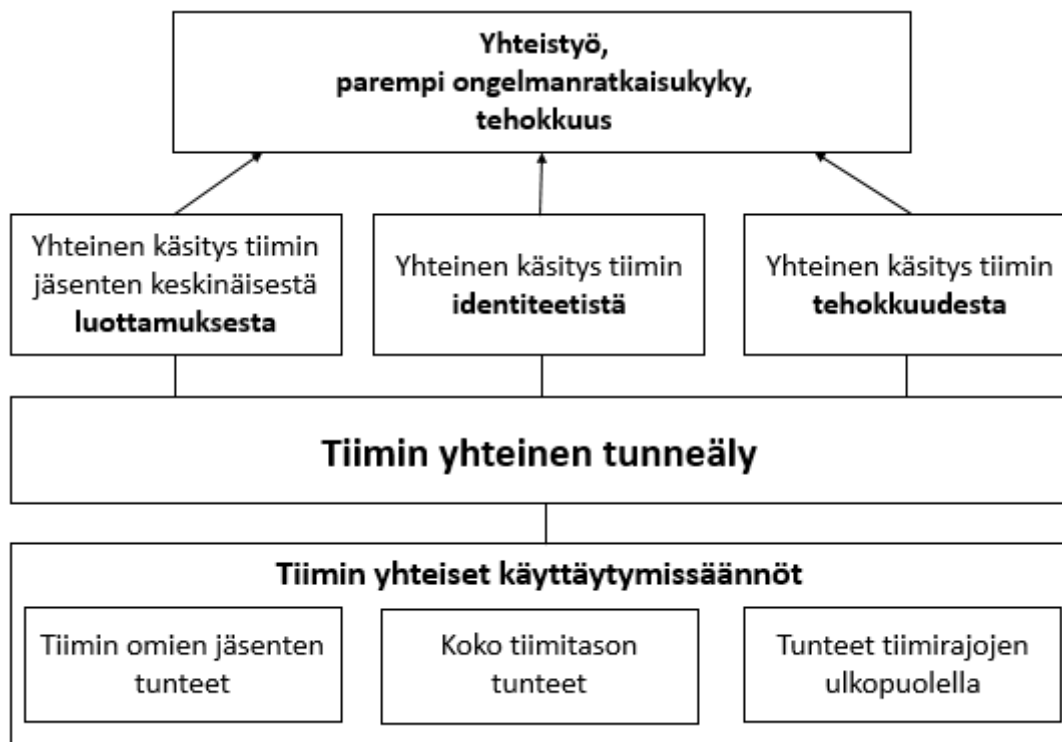 Yhteistyö,
parempi ongelmanratkaisukyky,
tehokkuus
Yhteinen käsitys tiimin
jäsenten keskinäisestä
luottamuksesta
Yhteinen käsitys tiimin
identiteetistä
Yhteinen käsitys tiimin
tehokkuudesta
Tiimin yhteinen tunneäly
Tiimin yhteiset käyttäytymissäännöt
Tiimin omien jäsenten
tunteet
Koko tiimitason
tunteet
Tunteet tiimirajojen
ulkopuolella